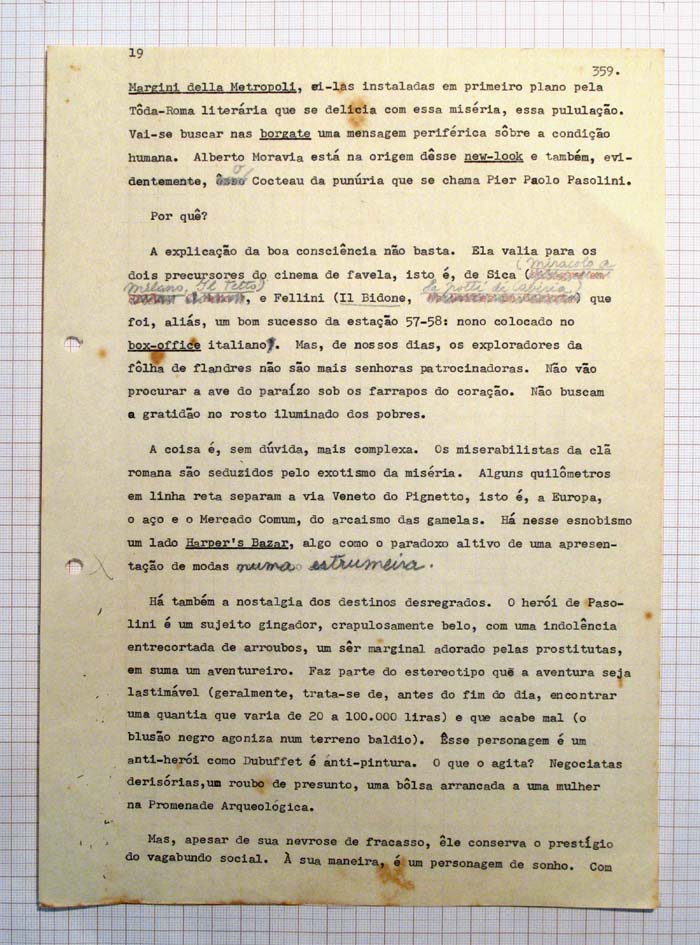 19
359.
Margini della Metropoli, ei-las instaladas em primeiro plano pela
Tôda-Roma literária que se delicia com essa miséria, essa pululação.
Vai-se buscar nas borgate uma mensagem periférica sôbre a condição
humana. Alberto Moravia está na origem dêsse new-look e também, evi-
dentemente, o Cocteau da punúria que se chama Pier Paolo Pasolini.
Por quê?
A explicação da boa consciência não basta. Ela valia para os
(Miracolo a
dois precursores do cinema de favela, isto é, de Sica (
Milano, Il Tetto) le notti di Cabiria)
, e Fellini (Il Bidone, ) que
foi, aliás, um bom sucesso da estação 57-58: nono colocado no
box-office italiano. Mas, de nossos dias, os exploradores da
fôlha de flandres não são mais senhoras patrocinadoras. Não vão
procurar a ave do paraízo sob os farrapos do coração. Não buscam
a gratidão no rosto iluminado dos pobres.
A coisa é, sem dúvida, mais complexa. Os miserabilistas da clã
romana são seduzidos pelo exotismo da miséria. Alguns quilômetros
em linha reta separam a via Veneto do Pignetto, isto é, a Europa,
o aço e o Mercado Comum, do arcaismo das gamelas. Há nesse esnobismo
um lado Harper's Bazar, algo como o paradoxo altivo de uma apresen-
tação de modas numa estrumeira.
Há também a nostalgia dos destinos desregrados. O herói de Paso-
lini é um sujeito gingador, crapulosamente belo, com uma indolência
entrecortada de arroubos, um sêr marginal adorado pelas prostitutas,
em suma um aventureiro. Faz parte do estereotipo que a aventura seja
lastimável (geralmente, trata-se de, antes do fim do dia, encontrar
uma quantia que varia de 20 a 100.000 liras) e que acabe mal (o
blusão negro agoniza num terreno baldio). Êsse personagem é um
anti-herói como Dubuffet é anti-pintura. O que o agita? Negociatas
derisórias,um roubo de presunto, uma bôlsa arrancada a uma mulher
na Promenade Arqueológica.
Mas, apesar de sua nevrose de fracasso, êle conserva o prestígio
do vagabundo social. À sua maneira, é um personagem de sonho. Com